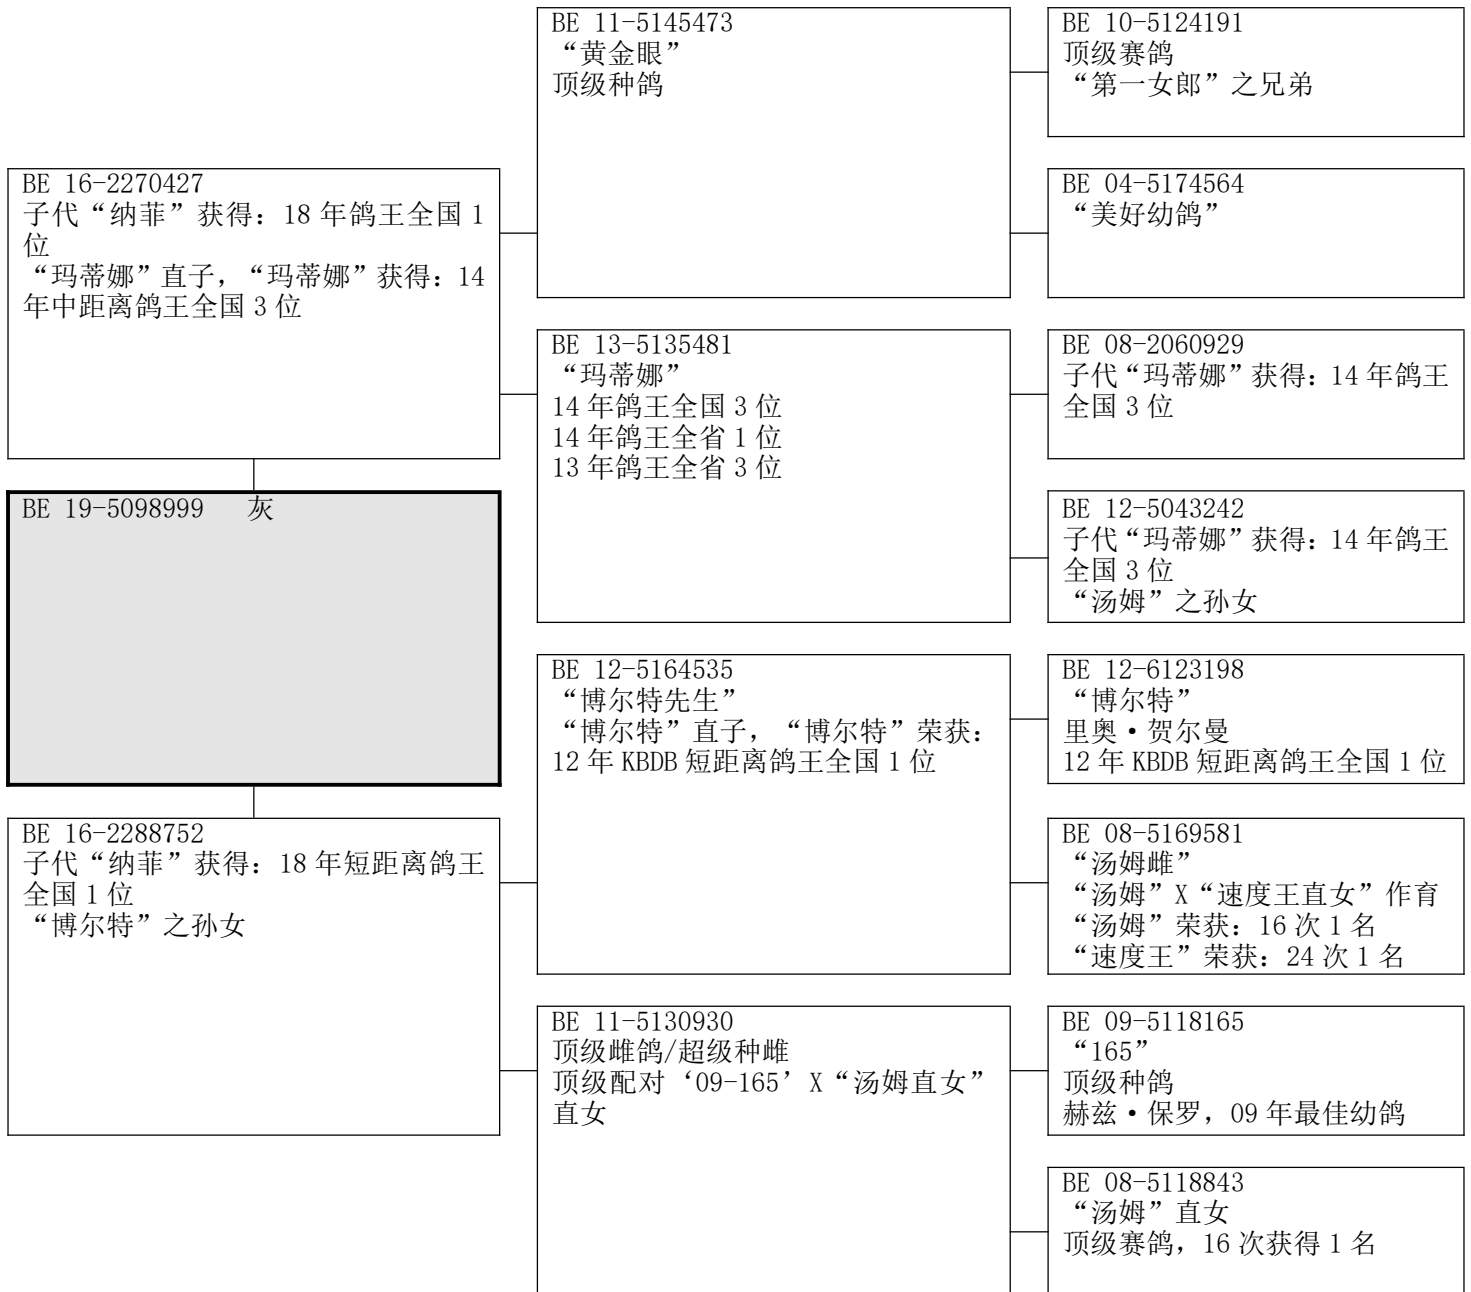 BE 11-5145473
“黄金眼”
顶级种鸽
BE 10-5124191
顶级赛鸽
“第一女郎”之兄弟
BE 16-2270427
子代“纳菲”获得：18 年鸽王全国 1
位
“玛蒂娜”直子，“玛蒂娜”获得：14
年中距离鸽王全国 3 位
BE 04-5174564
“美好幼鸽”
BE 13-5135481
“玛蒂娜”
14 年鸽王全国 3 位
14 年鸽王全省 1 位
13 年鸽王全省 3 位
BE 08-2060929
子代“玛蒂娜”获得：14 年鸽王
全国 3 位
BE 19-5098999 灰
BE 12-5043242
子代“玛蒂娜”获得：14 年鸽王
全国 3 位
“汤姆”之孙女
BE 12-5164535
“博尔特先生”
“博尔特”直子，“博尔特”荣获：
12 年 KBDB 短距离鸽王全国 1 位
BE 12-6123198
“博尔特”
里奥•贺尔曼
12 年 KBDB 短距离鸽王全国 1 位
BE 16-2288752
子代“纳菲”获得：18 年短距离鸽王
全国 1 位
“博尔特”之孙女
BE 08-5169581
“汤姆雌”
“汤姆”X“速度王直女”作育
“汤姆”荣获：16 次 1 名
“速度王”荣获：24 次 1 名
BE 11-5130930
顶级雌鸽/超级种雌
顶级配对‘09-165’X“汤姆直女”
直女
BE 09-5118165
“165”
顶级种鸽
赫兹•保罗，09 年最佳幼鸽
BE 08-5118843
“汤姆”直女
顶级赛鸽，16 次获得 1 名